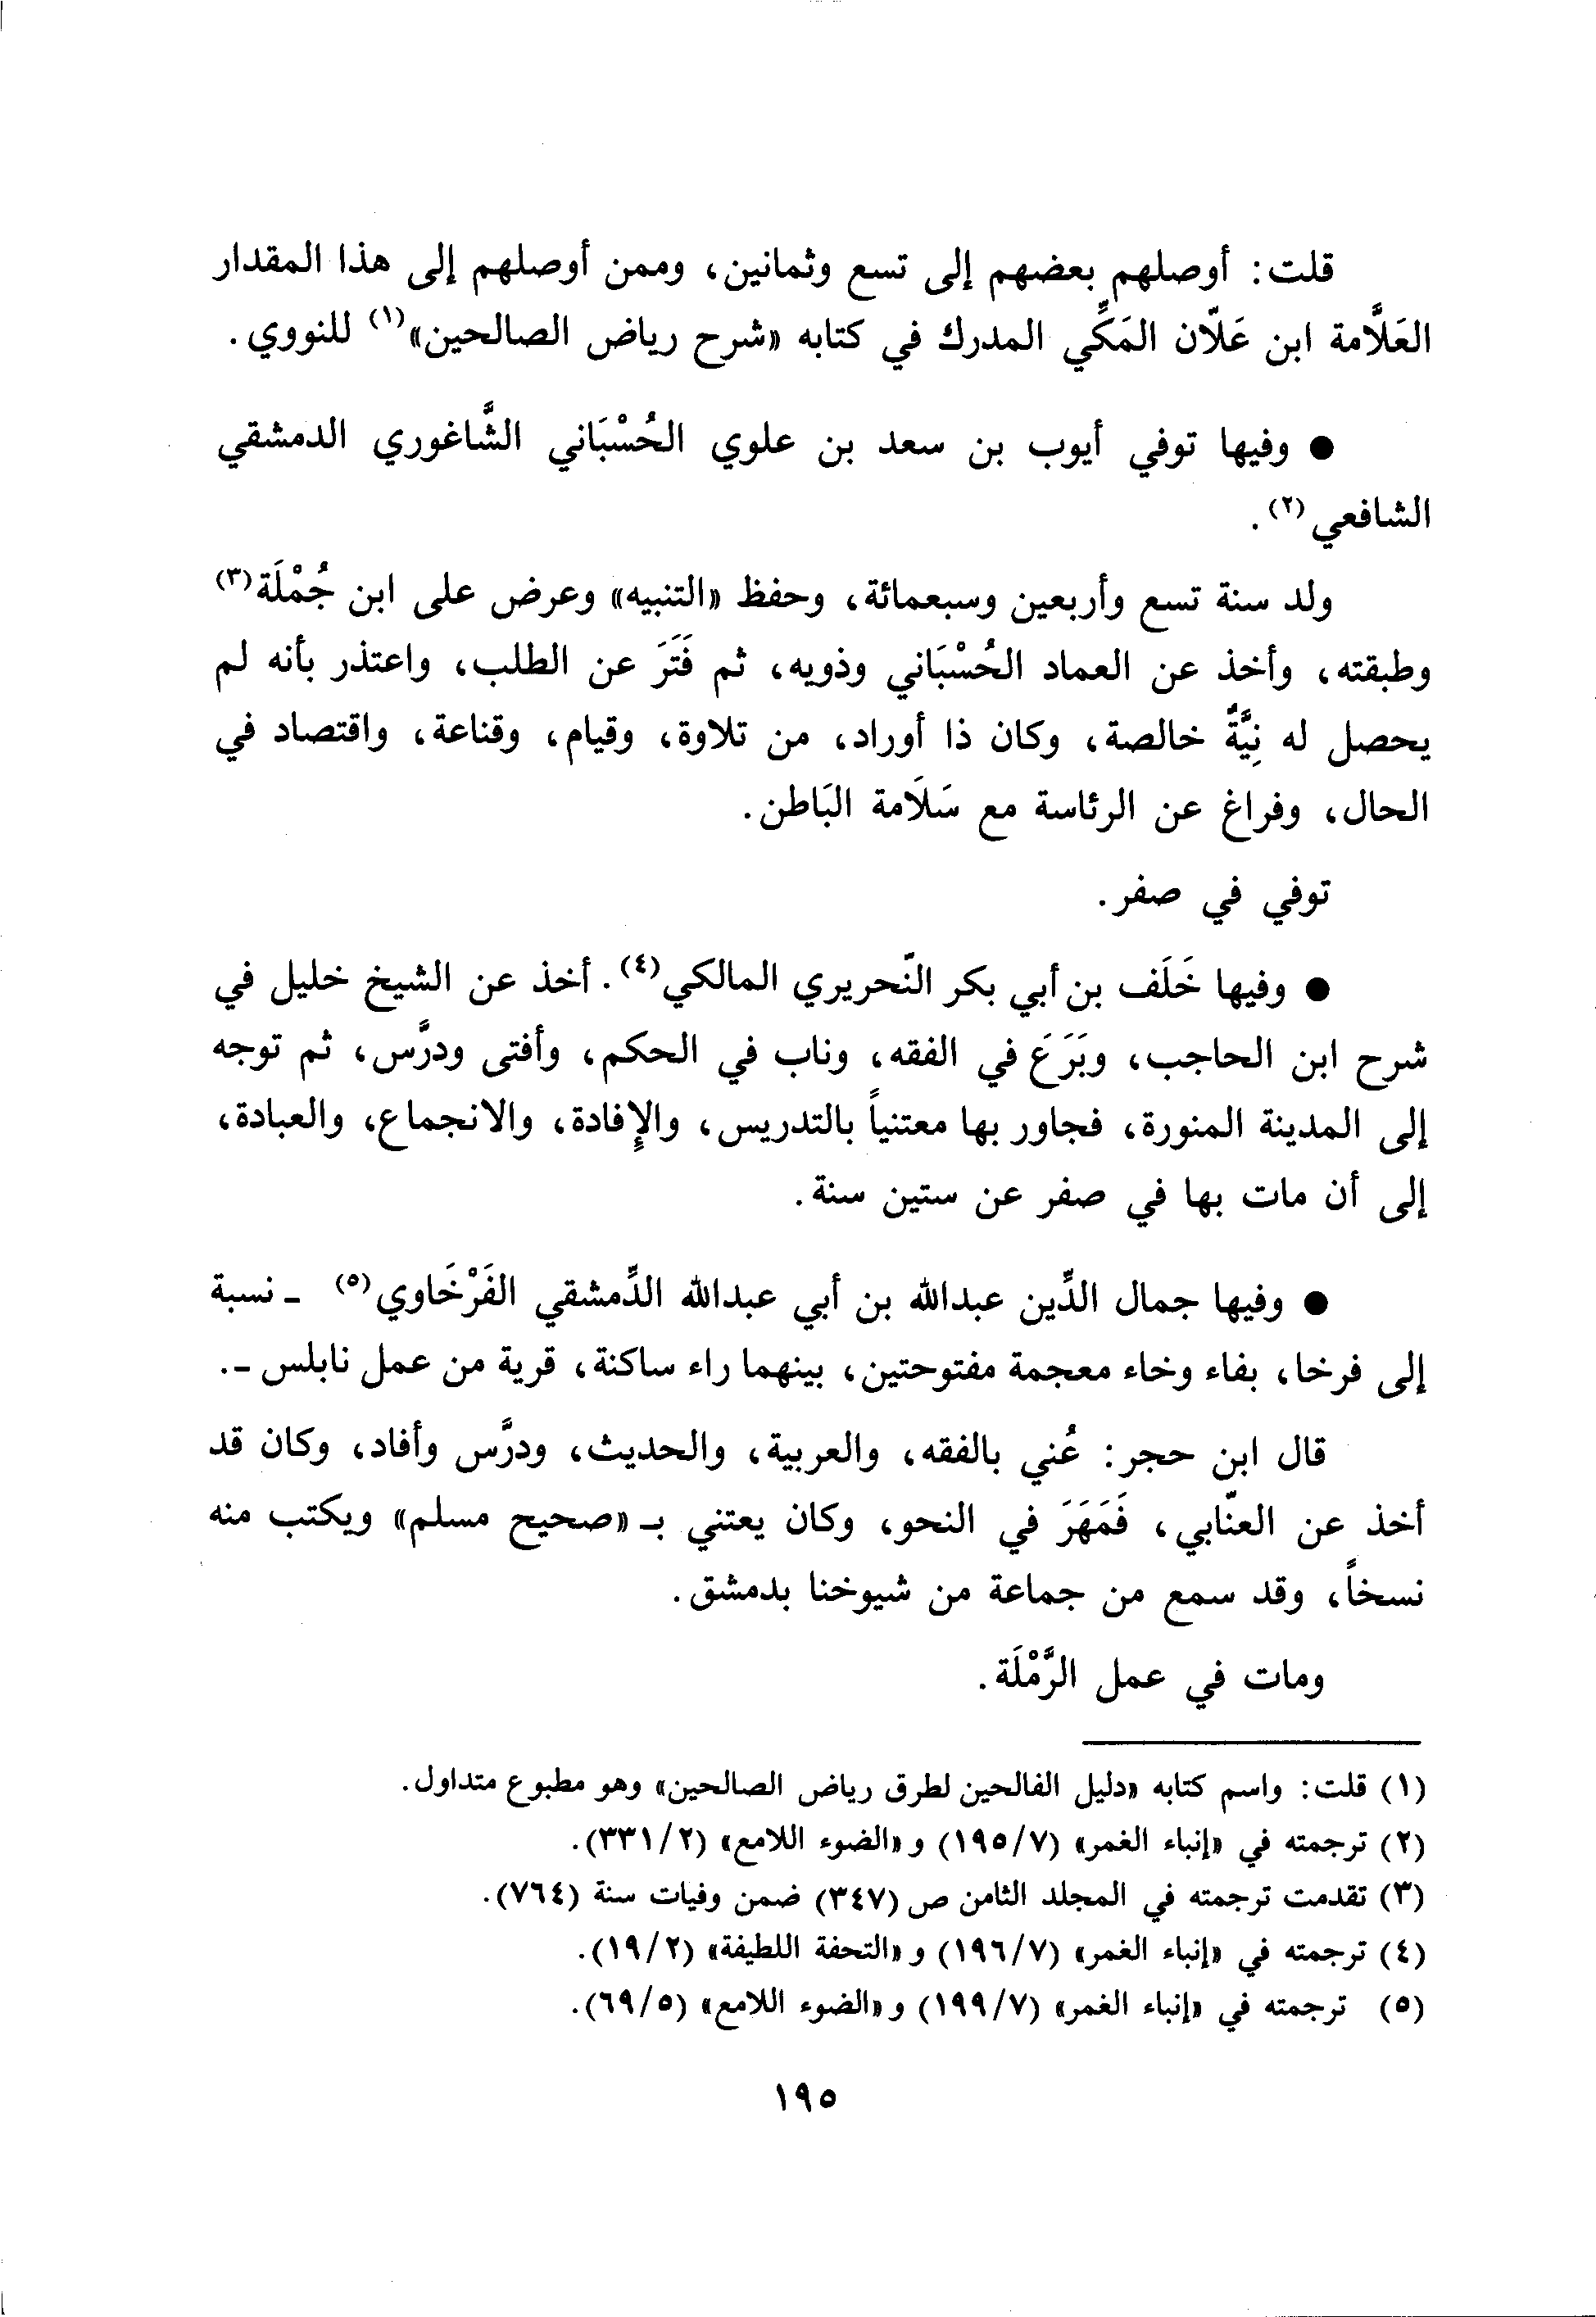 قلت: أوصلهم بعضهم إلى تسع وثمانين، وممن أوصلهم إلى هذا المقدار
العَلَّامة ابن عَلّان المَكِّي المدرك في كتابه «شرح رياض الصالحين»(١) للنووي.
● وفيها توفي أيوب بن سعد بن علوي الحُسْبَاني الشَّاغوري الدمشقي
الشافعي(٢).
ولد سنة تسع وأربعين وسبعمائة، وحفظ «التنبيه» وعرض على ابن جُمْلَة(٣)
وطبقته، وأخذ عن العماد الحُسْبَاني وذويه، ثم فَتَرَ عن الطلب، واعتذر بأنه لم
يحصل له نِيَّةٌ خالصة، وكان ذا أوراد، من تلاوة، وقيام، وقناعة، واقتصاد في
الحال، وفراغ عن الرئاسة مع سَلَامة البَاطن.
توفي في صفر.
● وفيها خَلَف بن أبي بكر النّحريري المالكي(٤). أخذ عن الشيخ خليل في
شرح ابن الحاجب، وبَرَعَ في الفقه، وناب في الحكم، وأفتى ودرَّس، ثم توجه
إلى المدينة المنورة، فجاور بها معتنياً بالتدريس، والإفادة، والانجماع، والعبادة،
إلى أن مات بها في صفر عن ستين سنة.
● وفيها جمال الدِّين عبدالله بن أبي عبدالله الدِّمشقي الفَرْخَاوي(٥) - نسبة
إلى فرخا، بفاء وخاء معجمة مفتوحتين، بينهما راء ساكنة، قرية من عمل نابلس -.
قال ابن حجر: عُني بالفقه، والعربية، والحديث، ودرَّس وأفاد، وكان قد
أخذ عن العنّابي، فَمَهَرَ في النحو، وكان يعتني بـ «صحيح مسلم» ويكتب منه
نسخاً، وقد سمع من جماعة من شيوخنا بدمشق.
ومات في عمل الرَّمْلَة.
(١) قلت: واسم كتابه «دليل الفالحين لطرق رياض الصالحين» وهو مطبوع متداول.
(٢) ترجمته في «إنباء الغمر» (١٩٥/٧) و «الضوء اللامع» (٣٣١/٢).
(٣) تقدمت ترجمته في المجلد الثامن ص (٣٤٧) ضمن وفيات سنة (٧٦٤).
(٤) ترجمته في «إنباء الغمر» (١٩٦/٧) و «التحفة اللطيفة» (١٩/٢).
(٥) ترجمته في «إنباء الغمر» (١٩٩/٧) و «الضوء اللامع» (٦٩/٥).
١٩٥